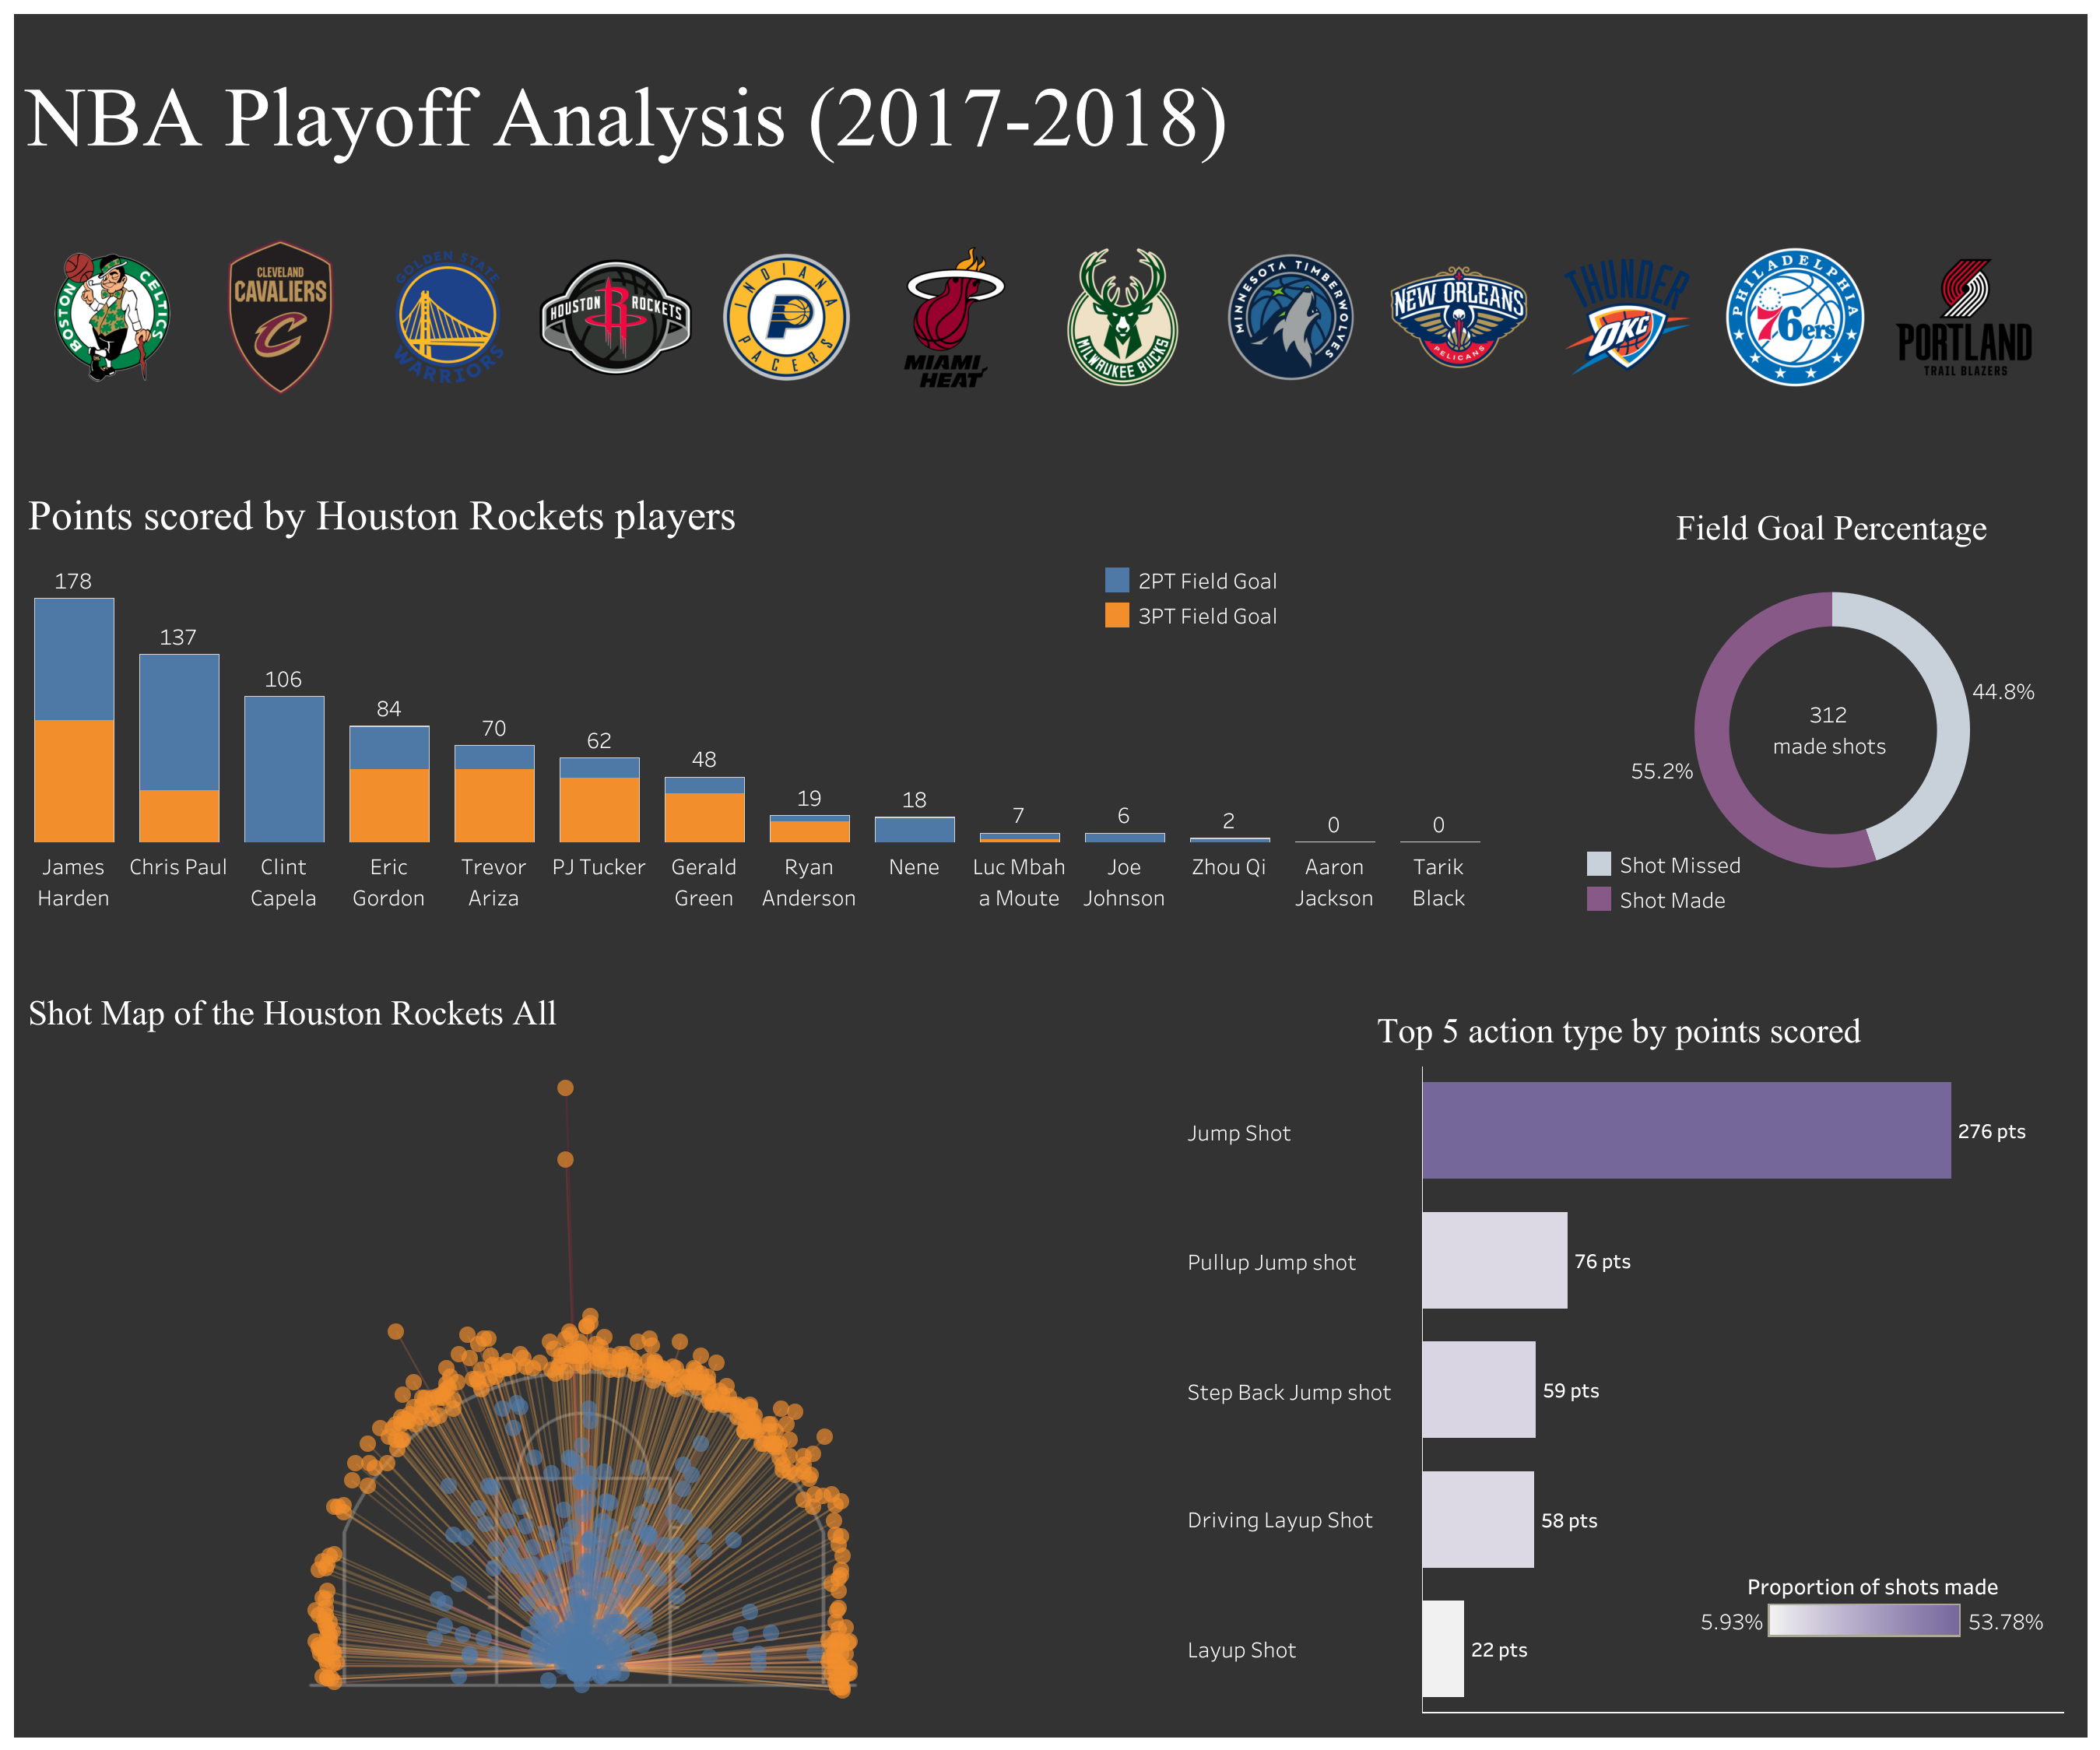 NBA Playoff Analysis (2017-2018)
BOSTON CELTICS
CLEVELAND
CAVALIERS
C
GOLDEN STATE
WARRIORS
HOUSTON R ROCKETS
INDIANA
P
PACERS
MIAMI
HEAT
MILWAUKEE BUCKS
MINNESOTA TIMBERWOLVES
NEW ORLEANS
PELICANS
THUNDER
OKC
PHILADELPHIA
76ers
PORTLAND
TRAIL BLAZERS
Points scored by Houston Rockets players
2PT Field Goal
3PT Field Goal
178
137
106
84
70
62
48
19
18
7
6
2
0
0
James
Harden
Chris Paul
Clint
Capela
Eric
Gordon
Trevor
Ariza
PJ Tucker
Gerald
Green
Ryan
Anderson
Nene
Luc Mbah
a Moute
Joe
Johnson
Zhou Qi
Aaron
Jackson
Tarik
Black
Field Goal Percentage
44.8%
312
made shots
55.2%
Shot Missed
Shot Made
Shot Map of the Houston Rockets All
Top 5 action type by points scored
Jump Shot
276 pts
Pullup Jump shot
76 pts
Step Back Jump shot
59 pts
Driving Layup Shot
58 pts
Layup Shot
22 pts
Proportion of shots made
5.93%
53.78%